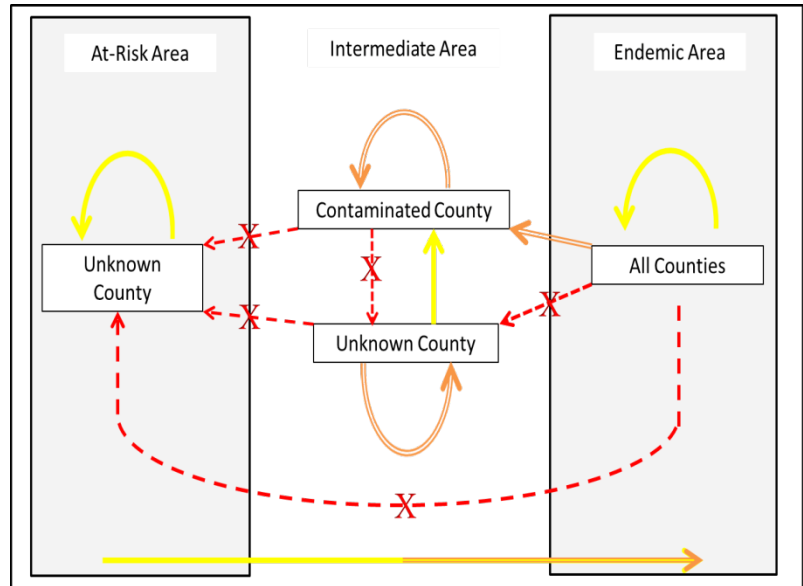 At-Risk Area
Intermediate Area
Endemic Area
Contaminated County
X
X
Unknown
County
All Counties
X
X
Unknown County
X